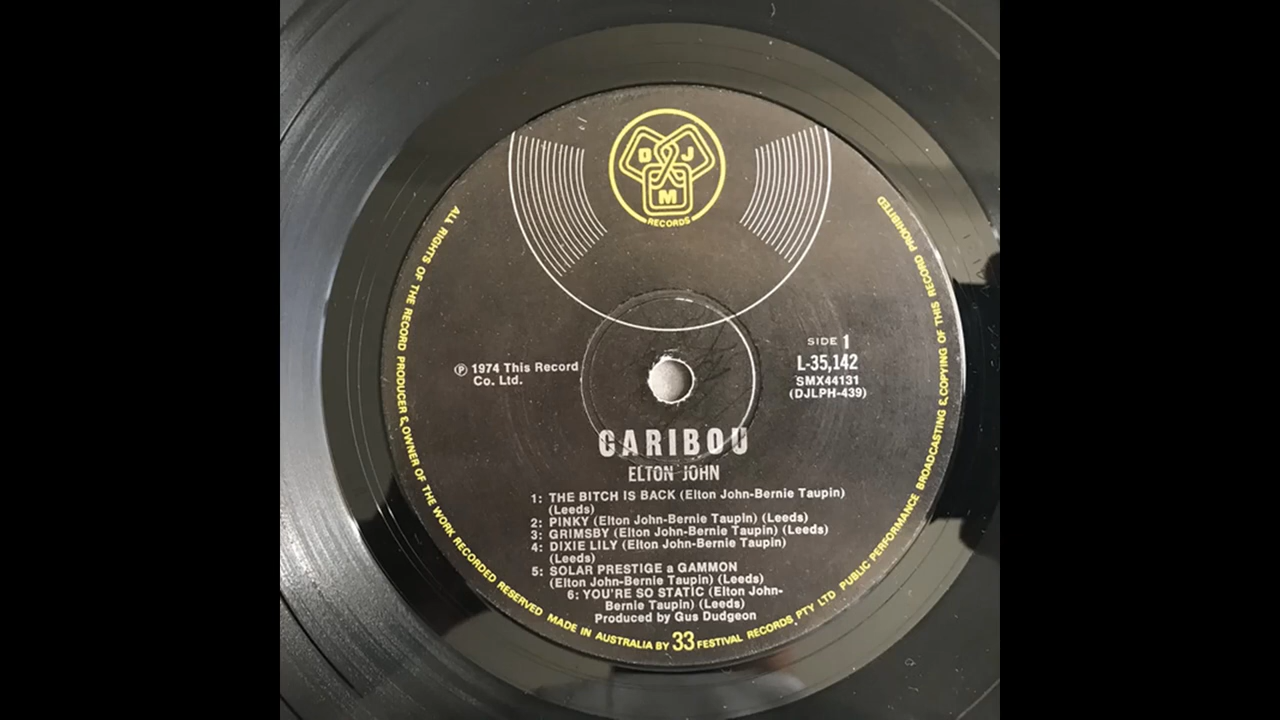 D J
M
RECORDS
ALL RIGHTS OF THE RECORD PRODUCER & OWNER OF THE WORK RECORDED RESERVED MADE IN AUSTRALIA BY 33 FESTIVAL RECORDS PTY LTD PUBLIC PERFORMANCE BROADCASTING & COPYING OF THIS RECORD PROHIBITED
SIDE 1
L-35,142
SMX44131
(DJLPH-439)
℗ 1974 This Record
Co. Ltd.
CARIBOU
ELTON JOHN
1: THE BITCH IS BACK (Elton John-Bernie Taupin)
(Leeds)
2: PINKY (Elton John-Bernie Taupin) (Leeds)
3: GRIMSBY (Elton John-Bernie Taupin) (Leeds)
4: DIXIE LILY (Elton John-Bernie Taupin)
(Leeds)
5: SOLAR PRESTIGE a GAMMON
(Elton John-Bernie Taupin) (Leeds)
6: YOU'RE SO STATIC (Elton John-
Bernie Taupin) (Leeds)
Produced by Gus Dudgeon